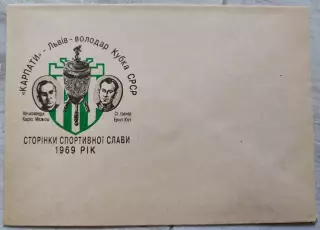 «КАРПАТИ» - Львів - володар Кубка СРСР
СТОРІНКИ СПОРТИВНОЇ СЛАВИ
1969 РІК